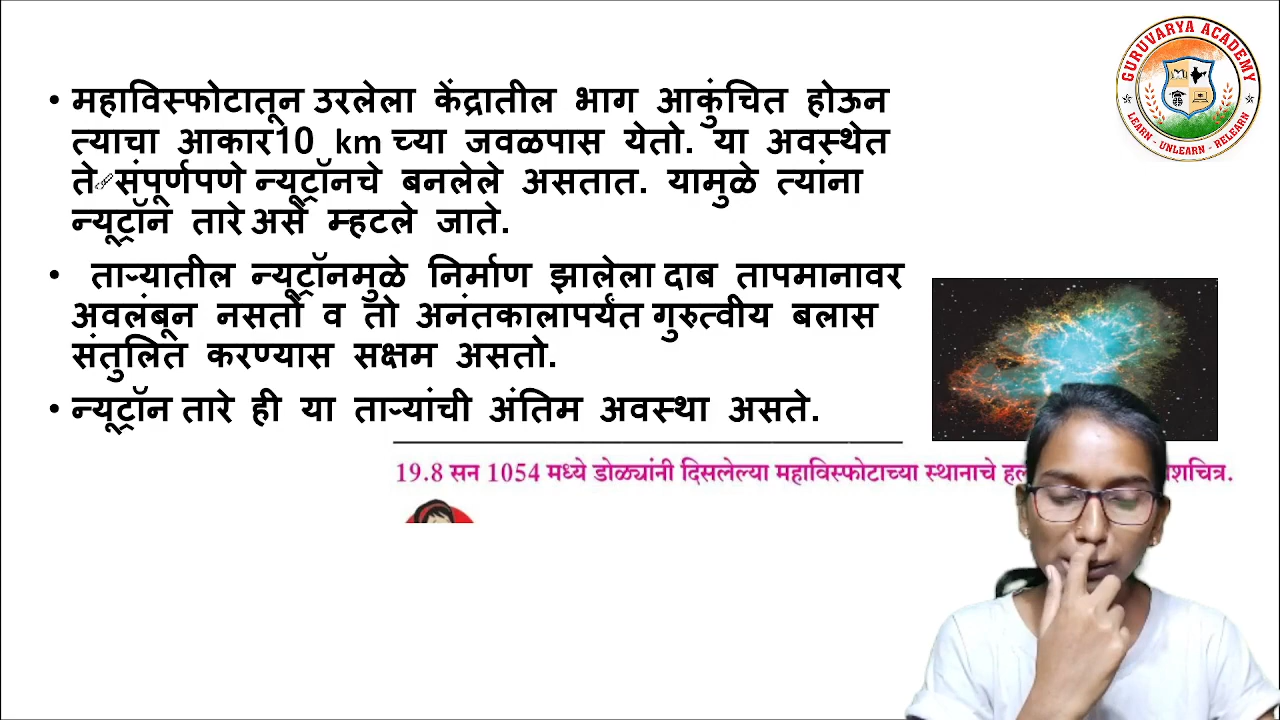 GURUVARYA ACADEMY
LEARN - UNLEARN - RELEARN
• महाविस्फोटातून उरलेला केंद्रातील भाग आकुंचित होऊन
त्याचा आकार10 km च्या जवळपास येतो. या अवस्थेत
ते संपूर्णपणे न्यूट्रॉनचे बनलेले असतात. यामुळे त्यांना
न्यूट्रॉन तारे असे म्हटले जाते.
• ताऱ्यातील न्यूट्रॉनमुळे निर्माण झालेला दाब तापमानावर
अवलंबून नसतो व तो अनंतकालापर्यंत गुरुत्वीय बलास
संतुलित करण्यास सक्षम असतो.
• न्यूट्रॉन तारे ही या ताऱ्यांची अंतिम अवस्था असते.
19.8 सन 1054 मध्ये डोळ्यांनी दिसलेल्या महाविस्फोटाच्या स्थानाचे